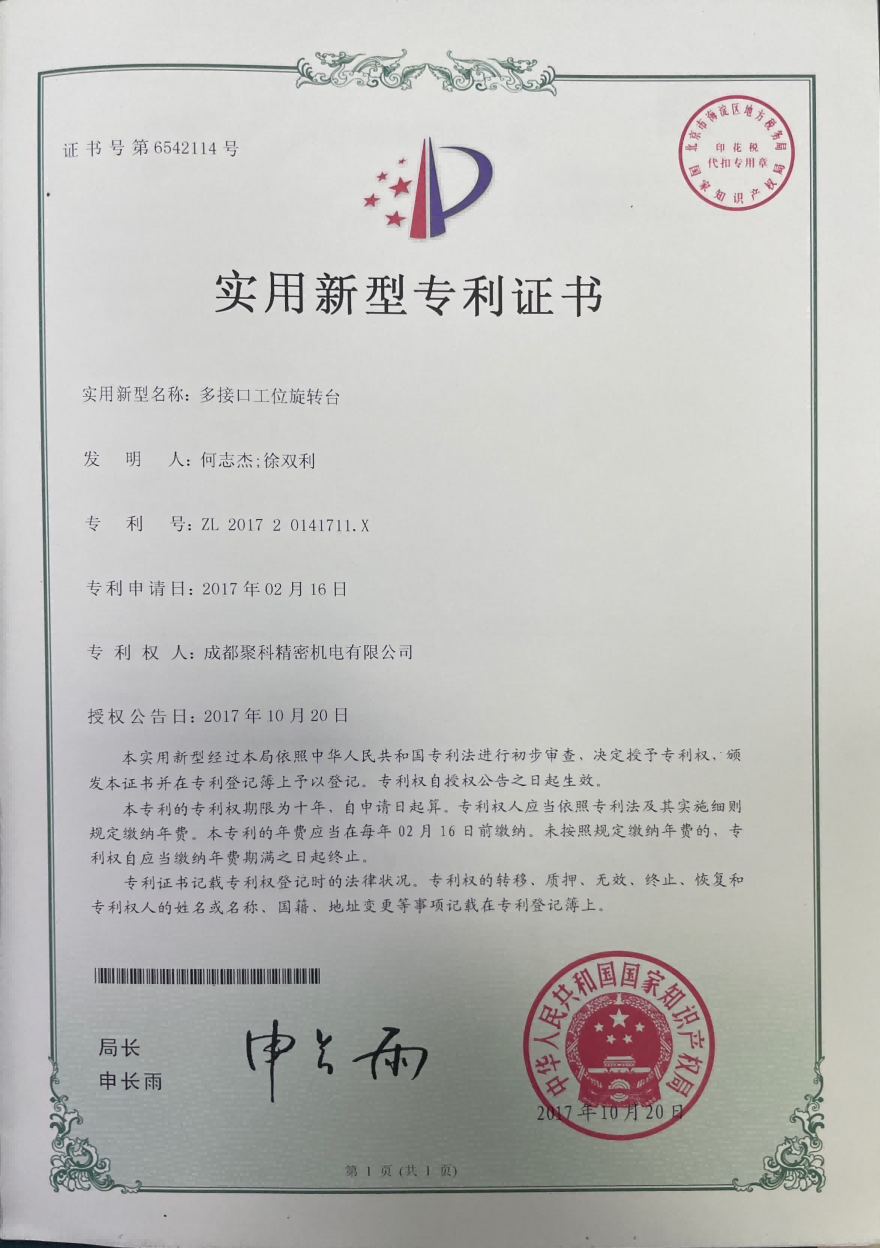 证书号第6542114号
北京市海淀区地方税务局
印花税
代扣专用章
国家知识产权局
实用新型专利证书
实用新型名称：多接口工位旋转台
发明人：何志杰;徐双利
专利号：ZL 2017 2 0141711.X
专利申请日：2017年02月16日
专利权人：成都聚科精密机电有限公司
授权公告日：2017年10月20日
本实用新型经过本局依照中华人民共和国专利法进行初步审查，决定授予专利权，颁
发本证书并在专利登记簿上予以登记。专利权自授权公告之日起生效。
本专利的专利权期限为十年，自申请日起算。专利权人应当依照专利法及其实施细则
规定缴纳年费。本专利的年费应当在每年02月16日前缴纳。未按照规定缴纳年费的，专
利权自应当缴纳年费期满之日起终止。
专利证书记载专利权登记时的法律状况。专利权的转移、质押、无效、终止、恢复和
专利权人的姓名或名称、国籍、地址变更等事项记载在专利登记簿上。
局长
申长雨
申长雨
中华人民共和国国家知识产权局
2017年10月20日
第1页(共1页)